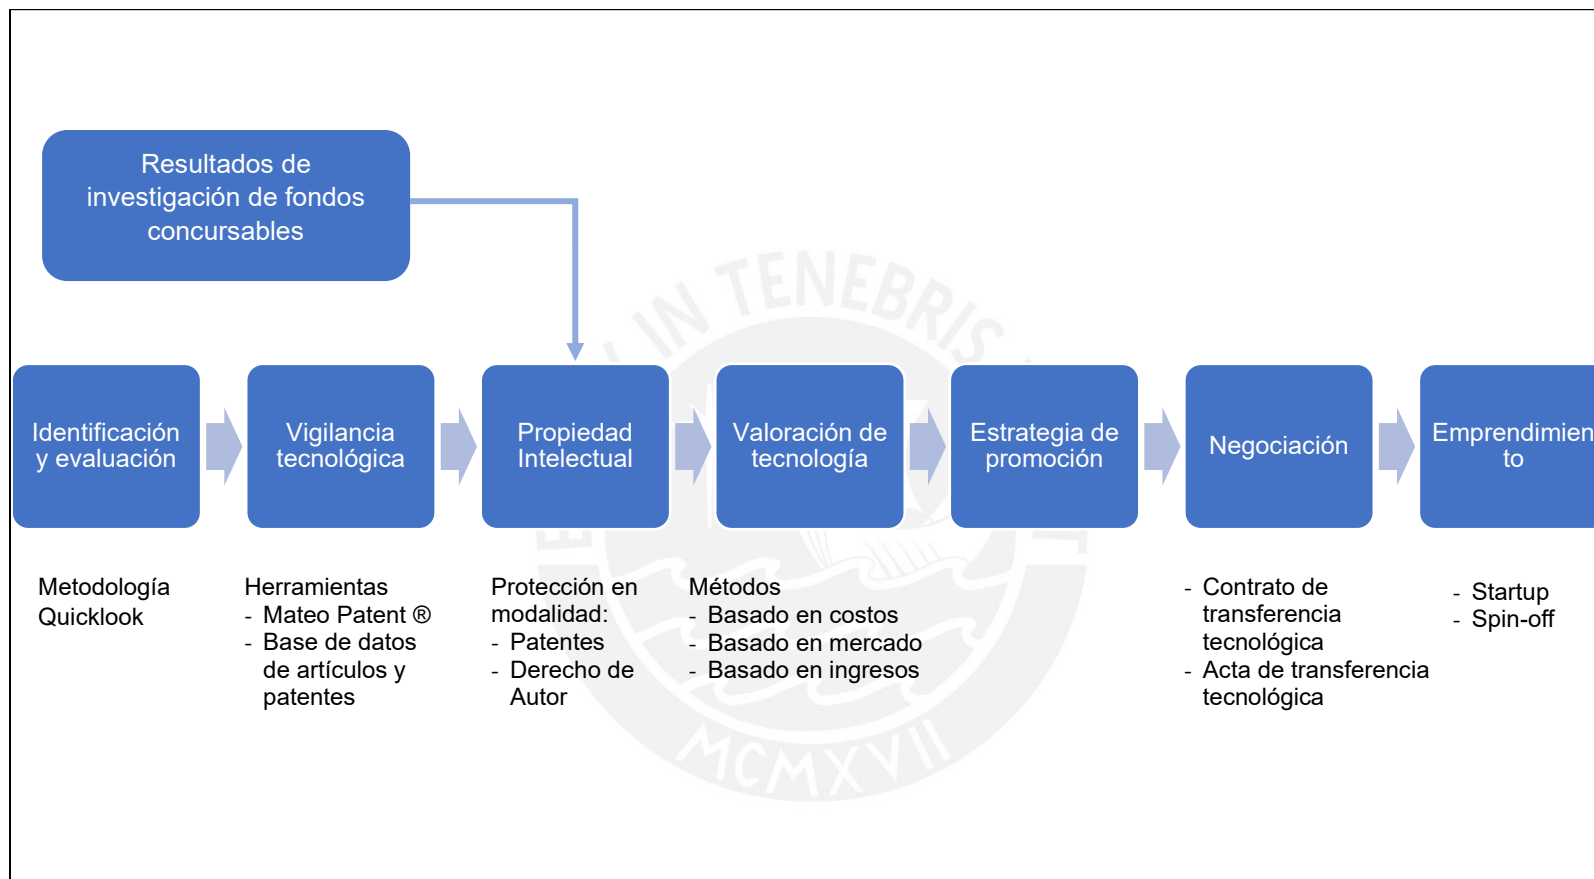 Resultados de
investigación de fondos
concursables
Identificación
y evaluación
Vigilancia
tecnológica
Propiedad
Intelectual
Valoración de
tecnología
Estrategia de
promoción
Negociación
Emprendimien
to
Metodología
Quicklook
Herramientas
- Mateo Patent ®
- Base de datos
de artículos y
patentes
Protección en
modalidad:
- Patentes
- Derecho de
Autor
Métodos
- Basado en costos
- Basado en mercado
- Basado en ingresos
- Contrato de
transferencia
tecnológica
- Acta de transferencia
tecnológica
- Startup
- Spin-off
IN TENEBRIS
MCMXVII